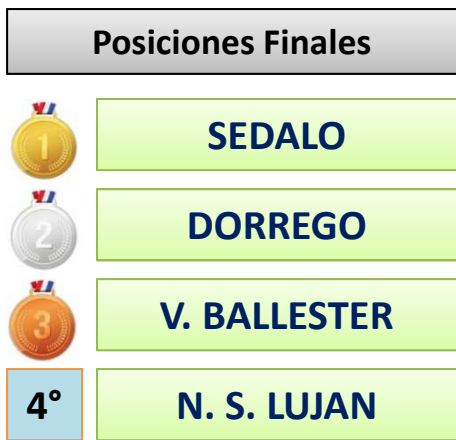 Posiciones Finales
1 SEDALO
2 DORREGO
3 V. BALLESTER
4° N. S. LUJAN